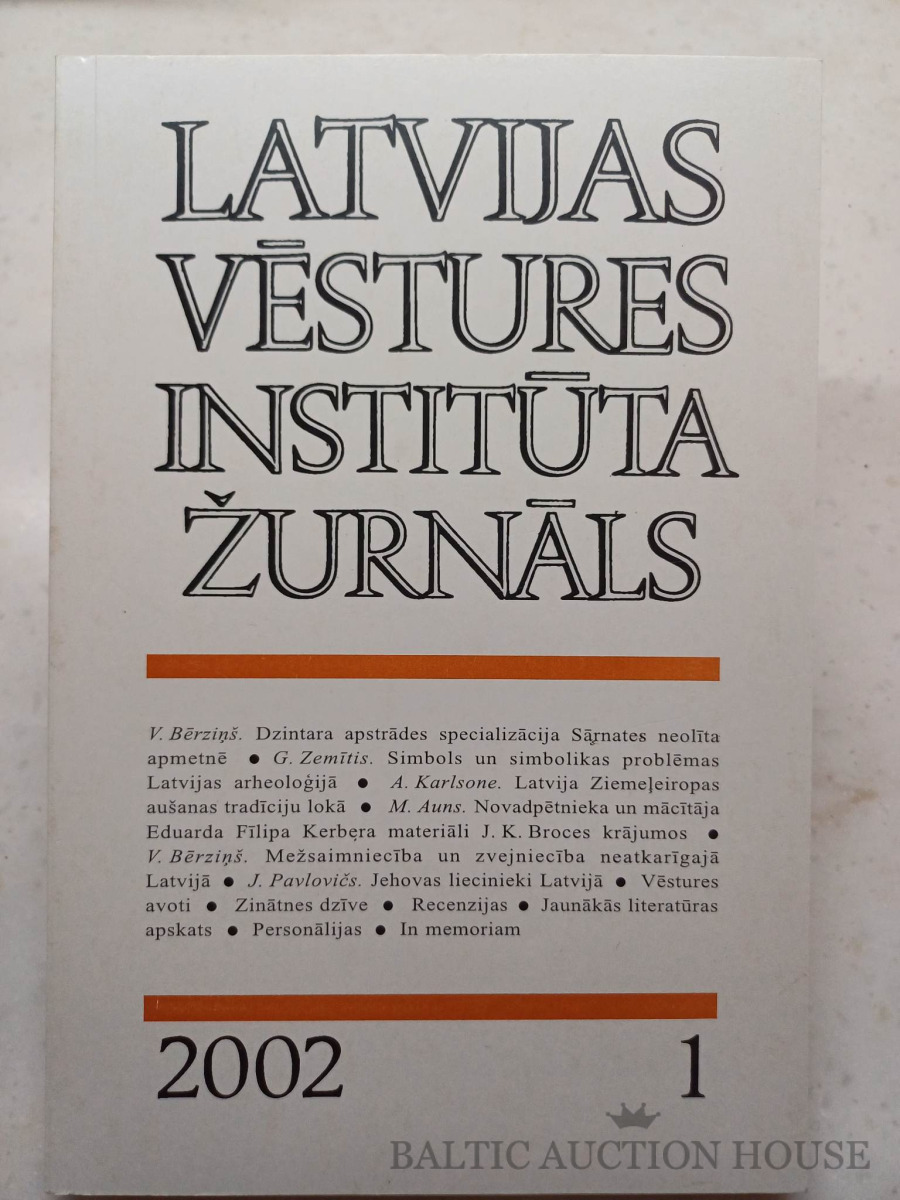 LATVIJAS
VĒSTURES
INSTITŪTA
ŽURNĀLS
V. Bērziņš. Dzintara apstrādes specializācija Sārnates neolīta
apmetnē ● G. Zemītis. Simbols un simbolikas problēmas
Latvijas arheoloģijā ● A. Karlsone. Latvija Ziemeļeiropas
aušanas tradīciju lokā ● M. Auns. Novadpētnieka un mācītāja
Eduarda Fīlipa Kerbera materiāli J. K. Broces krājumos ●
V. Bērziņš. Mežsaimniecība un zvejniecība neatkarīgajā
Latvijā ● J. Pavlovičs. Jehovas liecinieki Latvijā ● Vēstures
avoti ● Zinātnes dzīve ● Recenzijas ● Jaunākās literatūras
apskats ● Personālijas ● In memoriam
2002 1
BALTIC AUCTION HOUSE